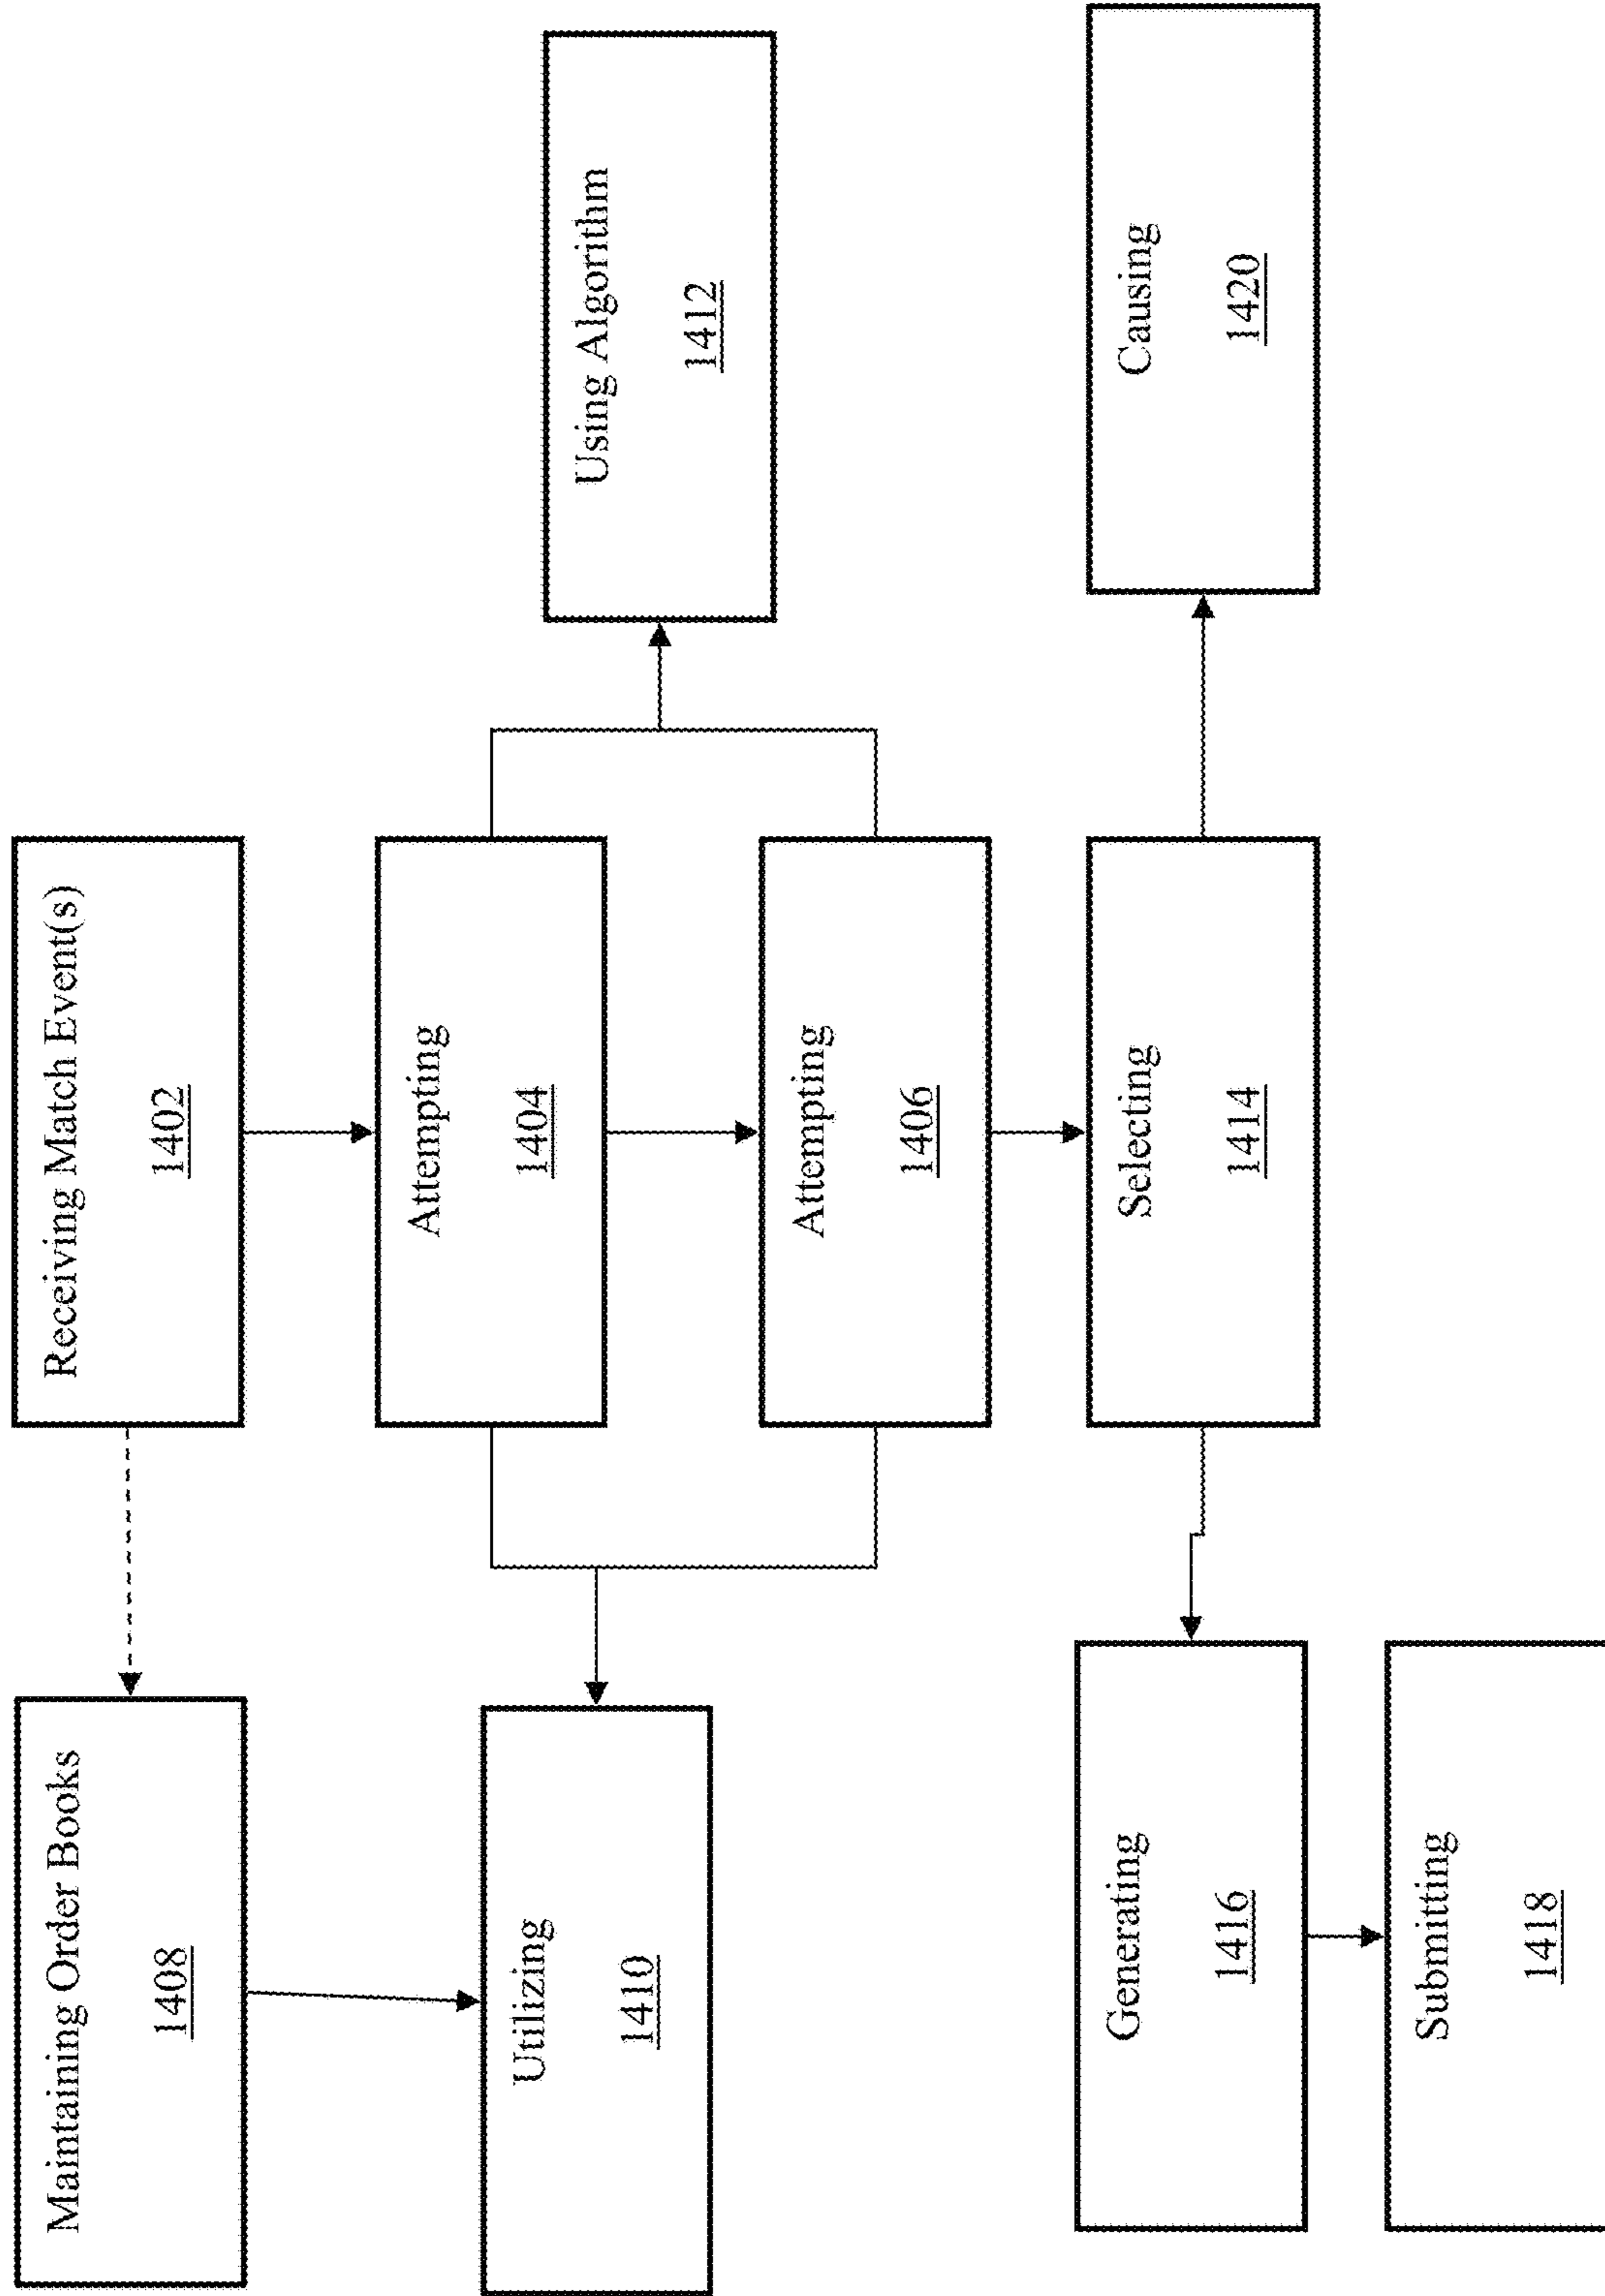 Maintaining Order Books
1408
Receiving Match Event(s)
1402
Utilizing
1410
Attempting
1404
Using Algorithm
1412
Attempting
1406
Generating
1416
Selecting
1414
Causing
1420
Submitting
1418